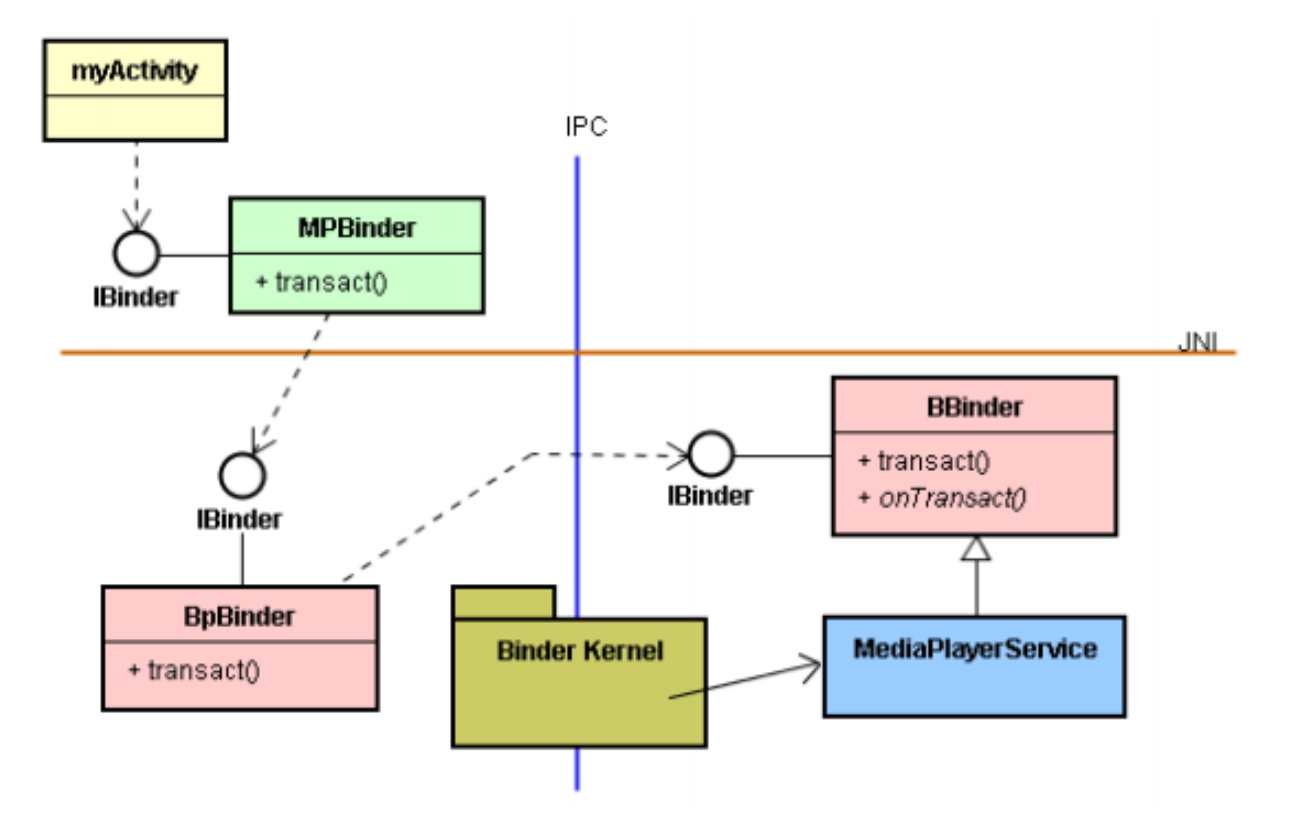 myActivity
IPC
MPBinder
+ transact()
IBinder
JNI
BBinder
+ transact()
+ onTransact()
IBinder
IBinder
BpBinder
+ transact()
Binder Kernel
MediaPlayerService